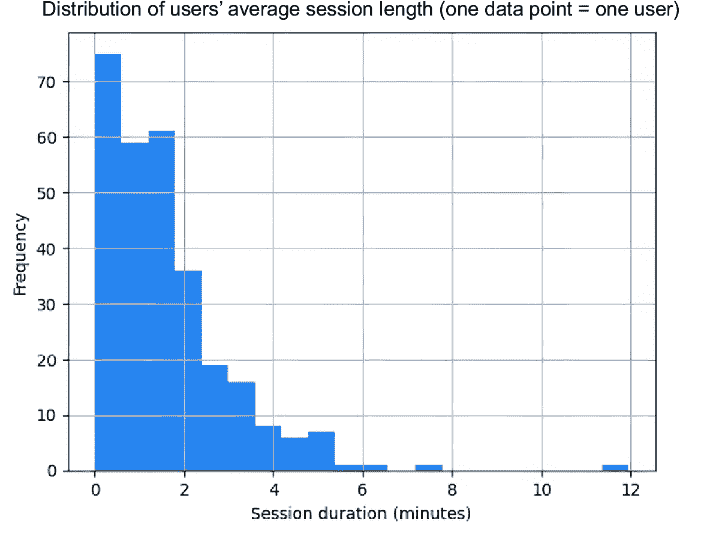 Distribution of users’ average session length (one data point = one user)
70
60
50
40
30
20
10
0
Frequency
0 2 4 6 8 10 12
Session duration (minutes)